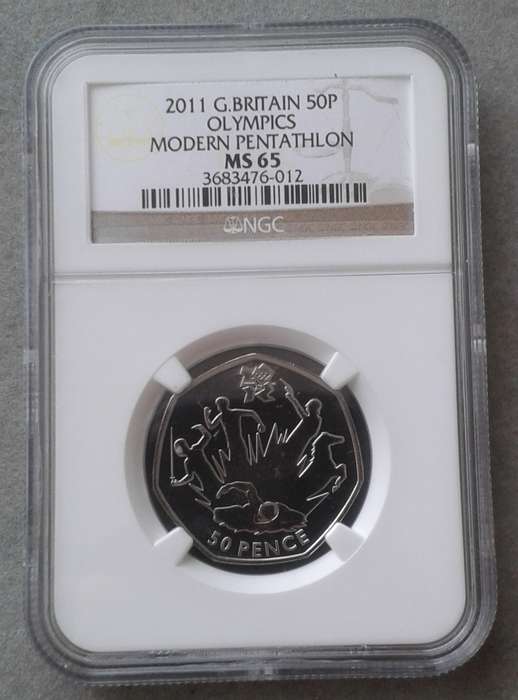 2011 G.BRITAIN 50P
OLYMPICS
MODERN PENTATHLON
MS 65
3683476-012
NGC
50 PENCE